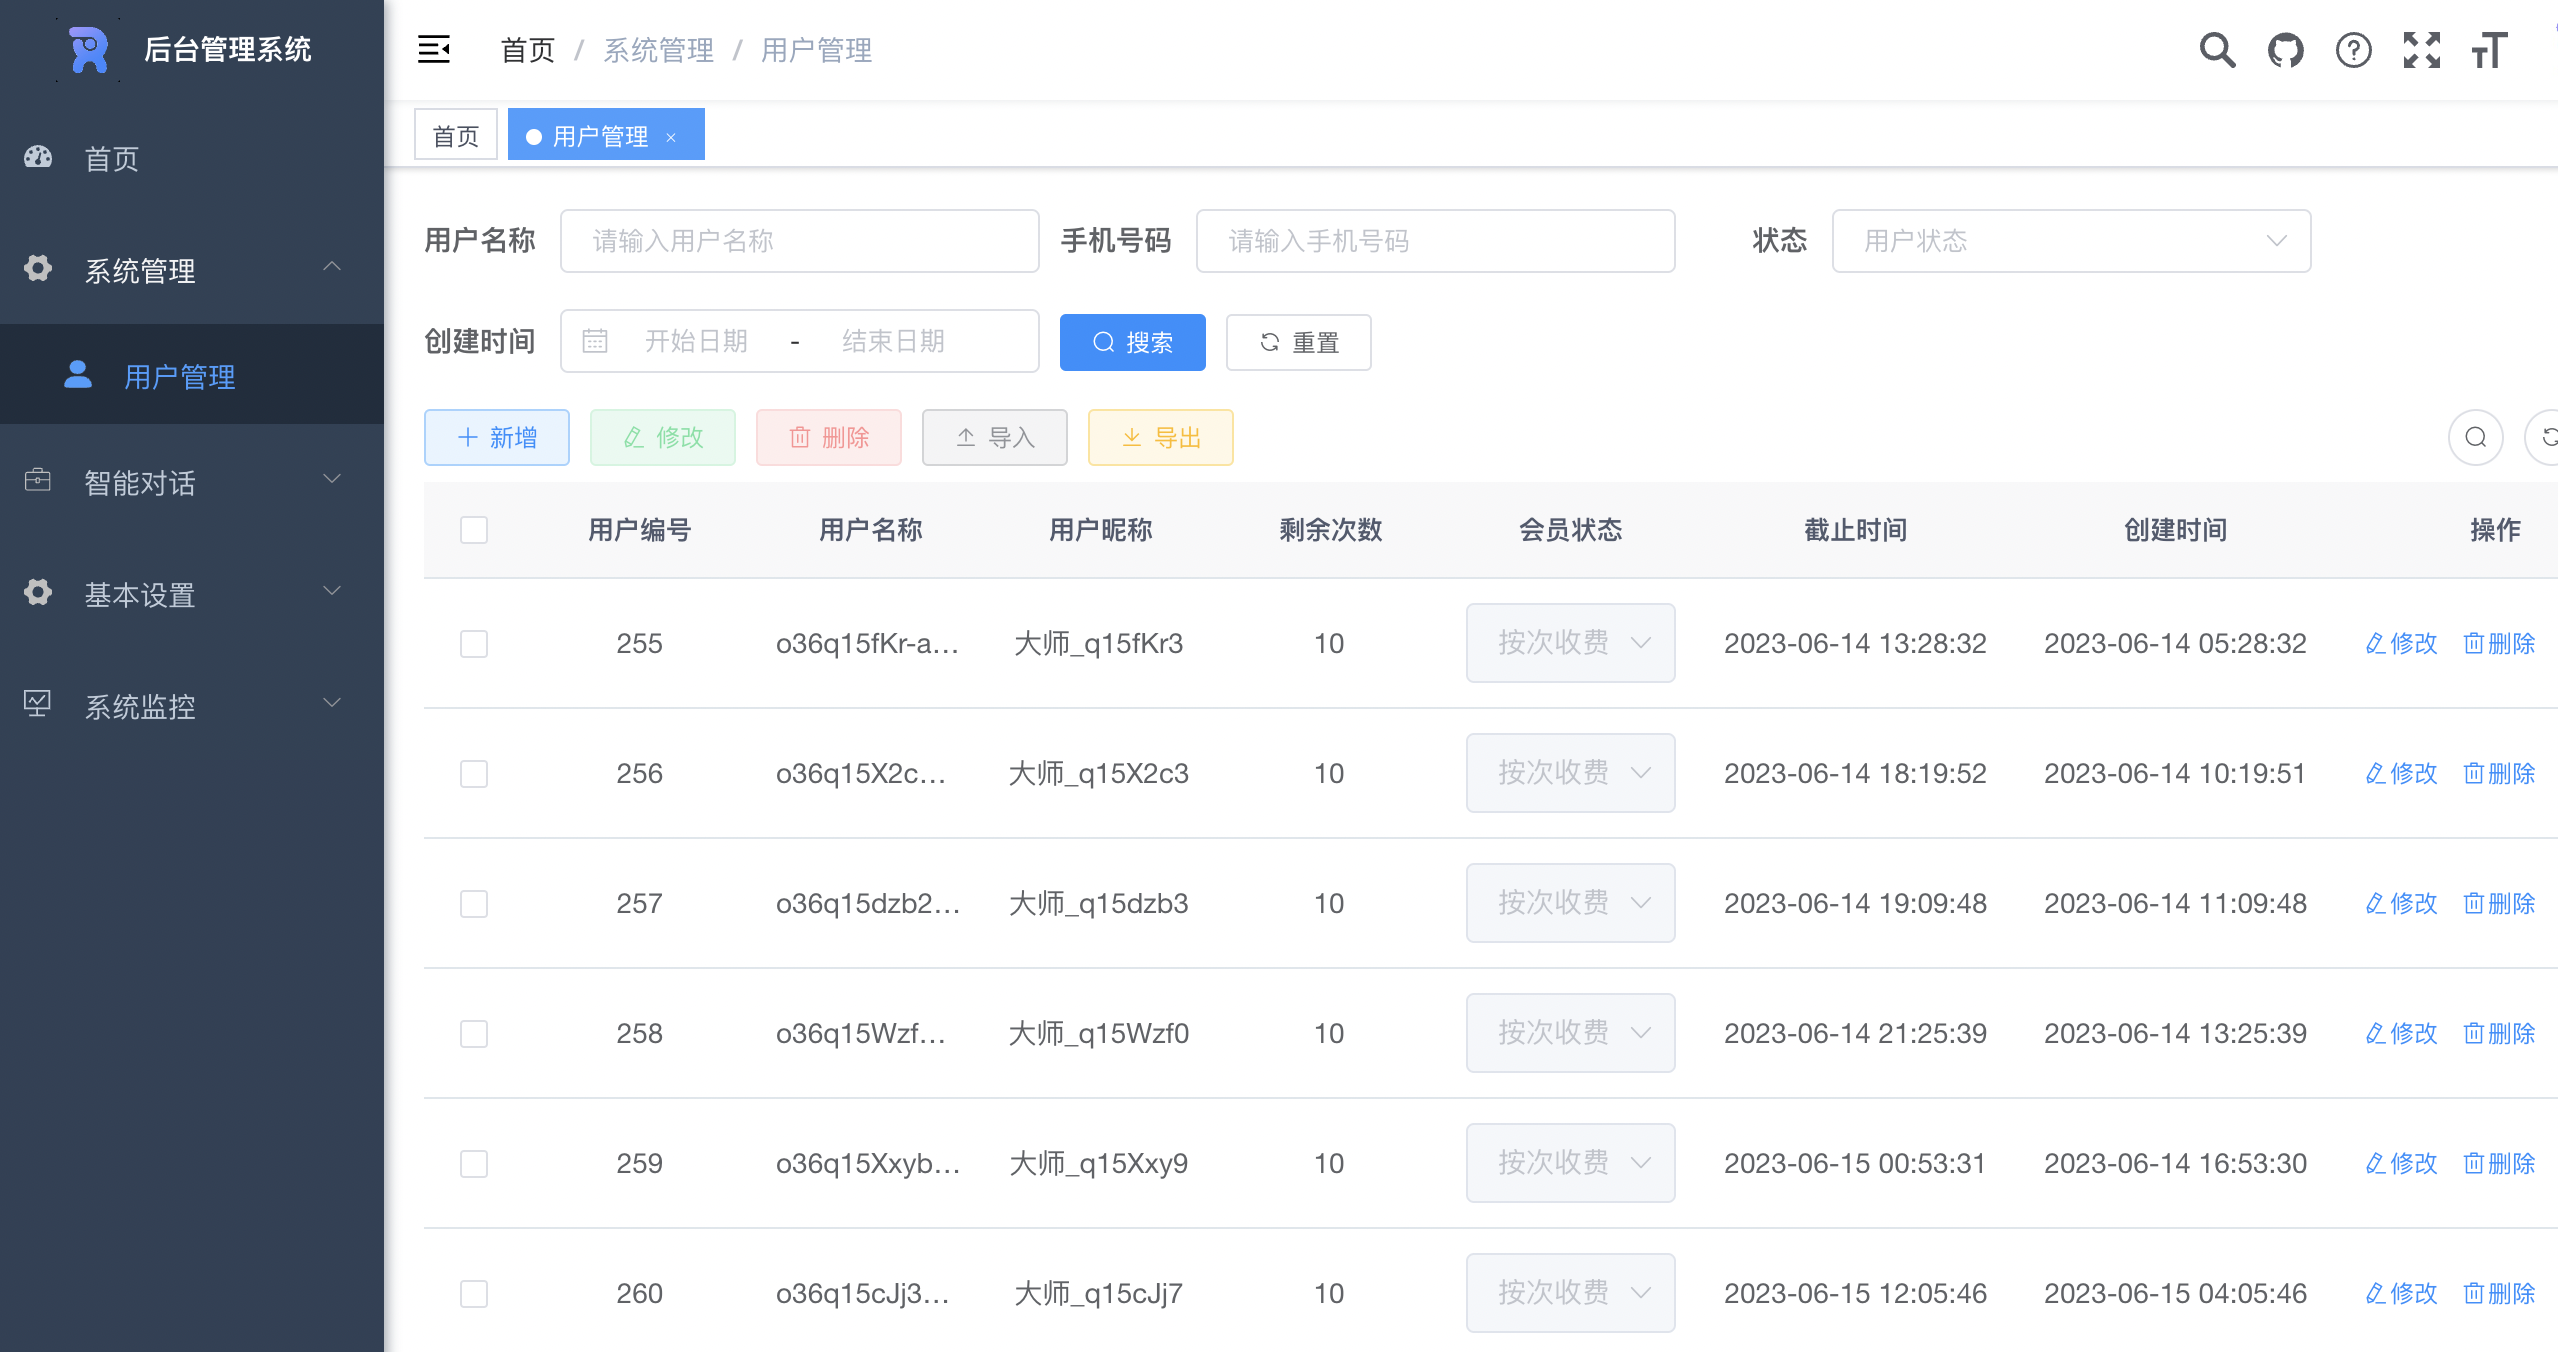 后台管理系统
首页
系统管理
用户管理
智能对话
基本设置
系统监控
首页 / 系统管理 / 用户管理
首页
用户管理 ×
用户名称 请输入用户名称 手机号码 请输入手机号码 状态 用户状态
创建时间 开始日期 - 结束日期 搜索 重置
新增 修改 删除 导入 导出
用户编号 用户名称 用户昵称 剩余次数 会员状态 截止时间 创建时间 操作
255 o36q15fKr-a... 大师_q15fKr3 10 按次收费 2023-06-14 13:28:32 2023-06-14 05:28:32 修改 删除
256 o36q15X2c... 大师_q15X2c3 10 按次收费 2023-06-14 18:19:52 2023-06-14 10:19:51 修改 删除
257 o36q15dzb2... 大师_q15dzb3 10 按次收费 2023-06-14 19:09:48 2023-06-14 11:09:48 修改 删除
258 o36q15Wzf... 大师_q15Wzf0 10 按次收费 2023-06-14 21:25:39 2023-06-14 13:25:39 修改 删除
259 o36q15Xxyb... 大师_q15Xxy9 10 按次收费 2023-06-15 00:53:31 2023-06-14 16:53:30 修改 删除
260 o36q15cJj3... 大师_q15cJj7 10 按次收费 2023-06-15 12:05:46 2023-06-15 04:05:46 修改 删除